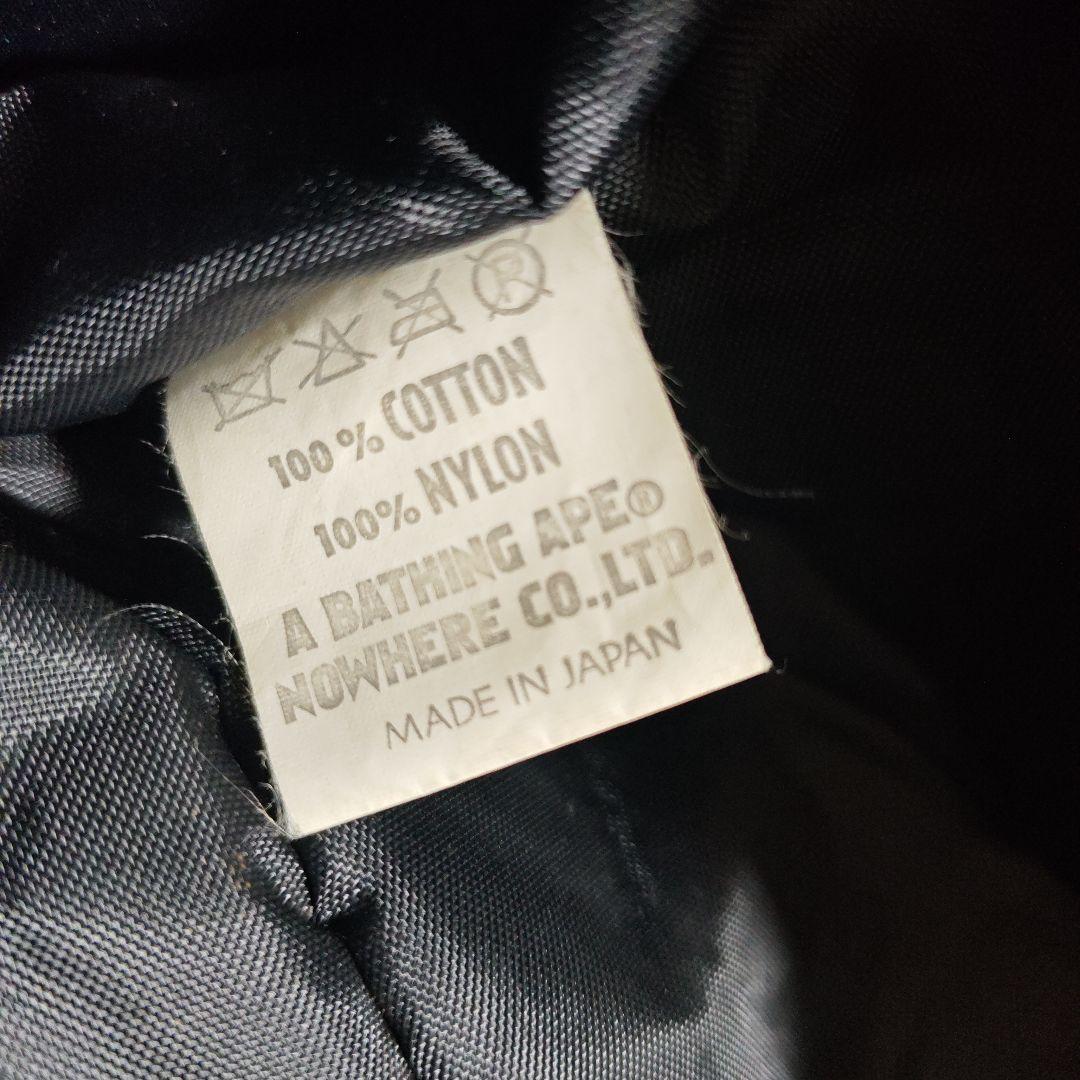 P
100% COTTON
100% NYLON
A BATHING APE®
NOWHERE CO.,LTD.
MADE IN JAPAN